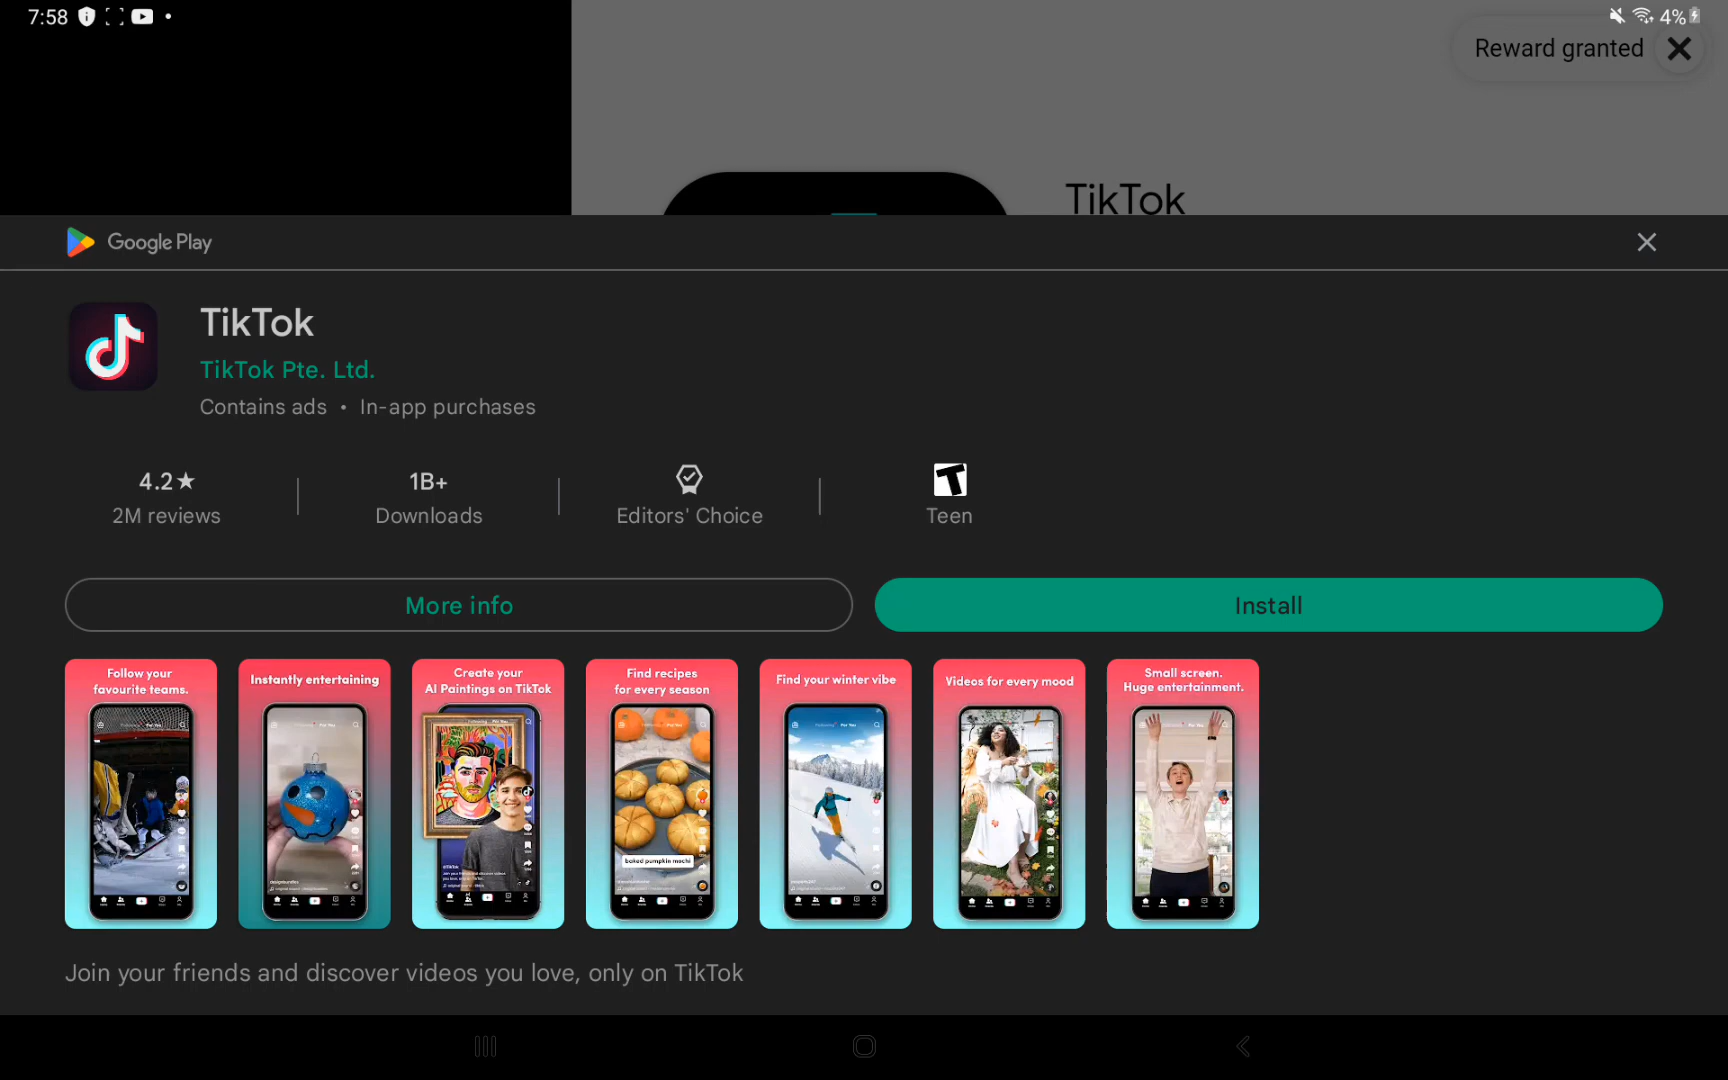 7:58
4%
Reward granted
TikTok
Google Play
TikTok
TikTok Pte. Ltd.
Contains ads • In-app purchases
4.2★
2M reviews
1B+
Downloads
Editors' Choice
T
Teen
More info
Install
Follow your
favourite teams.
Instantly entertaining
Create your
AI Paintings on TikTok
Find recipes
for every season
baked pumpkin mochi
Find your winter vibe
Videos for every mood
Small screen.
Huge entertainment.
Join your friends and discover videos you love, only on TikTok